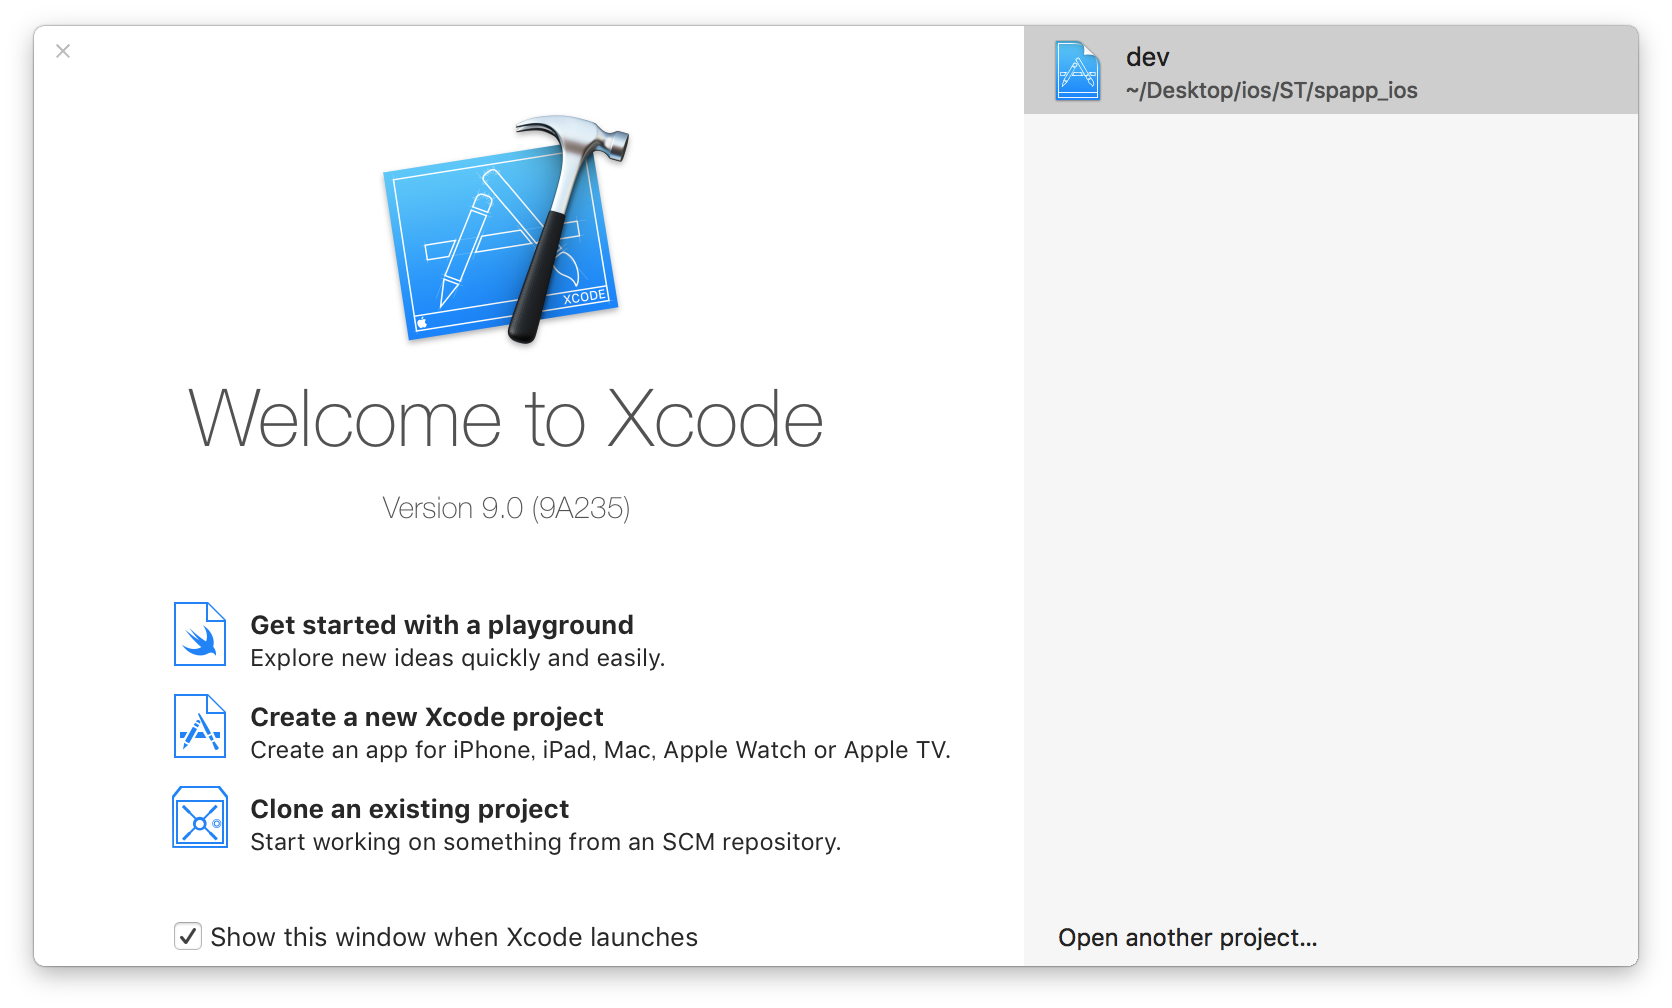 XCODE
Welcome to Xcode
Version 9.0 (9A235)
Get started with a playground
Explore new ideas quickly and easily.
Create a new Xcode project
Create an app for iPhone, iPad, Mac, Apple Watch or Apple TV.
Clone an existing project
Start working on something from an SCM repository.
Show this window when Xcode launches
dev
~/Desktop/ios/ST/spapp_ios
Open another project...